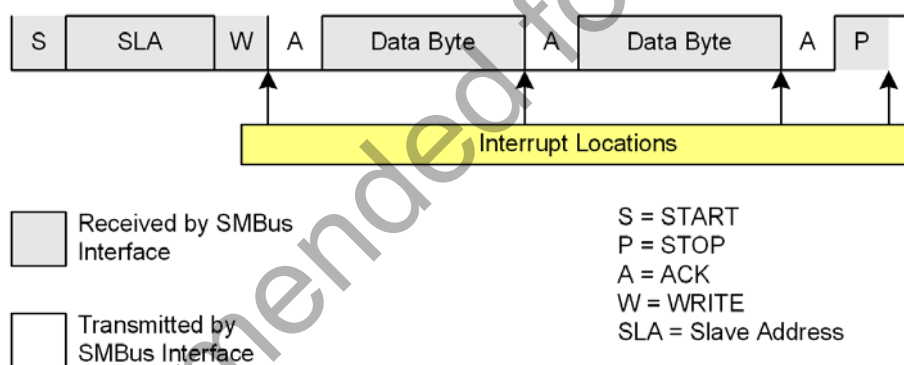 S SLA W A Data Byte A Data Byte A P
Interrupt Locations
Received by SMBus
Interface
Transmitted by
SMBus Interface
S = START
P = STOP
A = ACK
W = WRITE
SLA = Slave Address